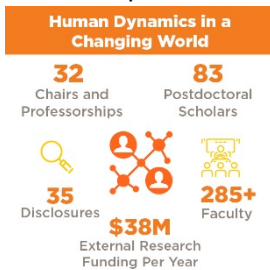 Human Dynamics in a
Changing World
32
Chairs and
Professorships
83
Postdoctoral
Scholars
35
Disclosures
285+
Faculty
$38M
External Research
Funding Per Year